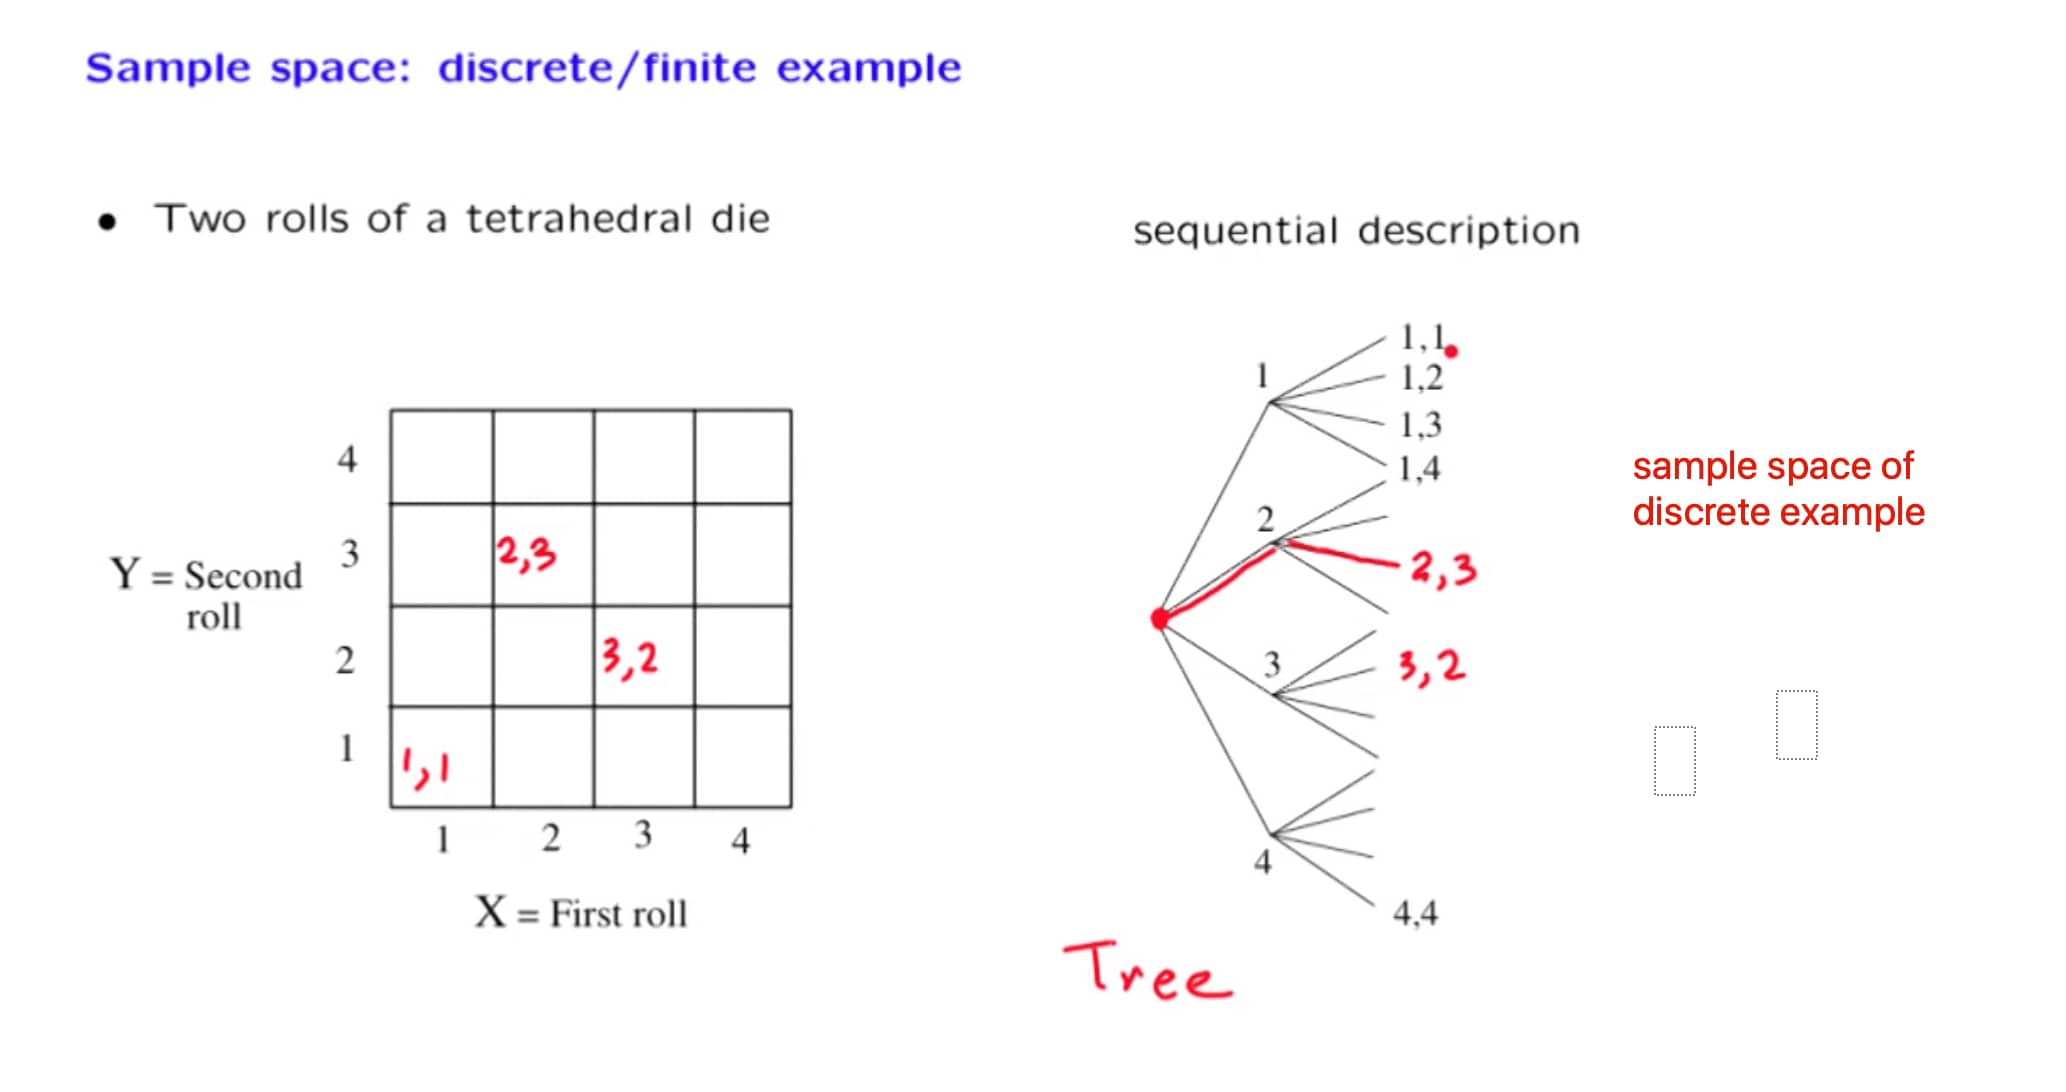 Sample space: discrete/finite example
• Two rolls of a tetrahedral die
4
3
2
1
Y = Second
roll
2,3
3,2
1,1
1 2 3 4
X = First roll
sequential description
1
1,1
1,2
1,3
1,4
2
2,3
3
3,2
4
4,4
Tree
sample space of
discrete example